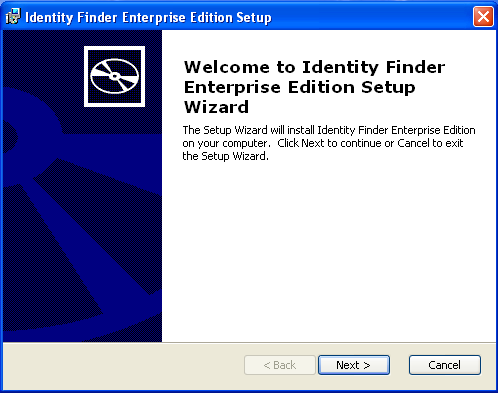 Identity Finder Enterprise Edition Setup
Welcome to Identity Finder
Enterprise Edition Setup
Wizard
The Setup Wizard will install Identity Finder Enterprise Edition
on your computer.  Click Next to continue or Cancel to exit
the Setup Wizard.
< Back
Next >
Cancel